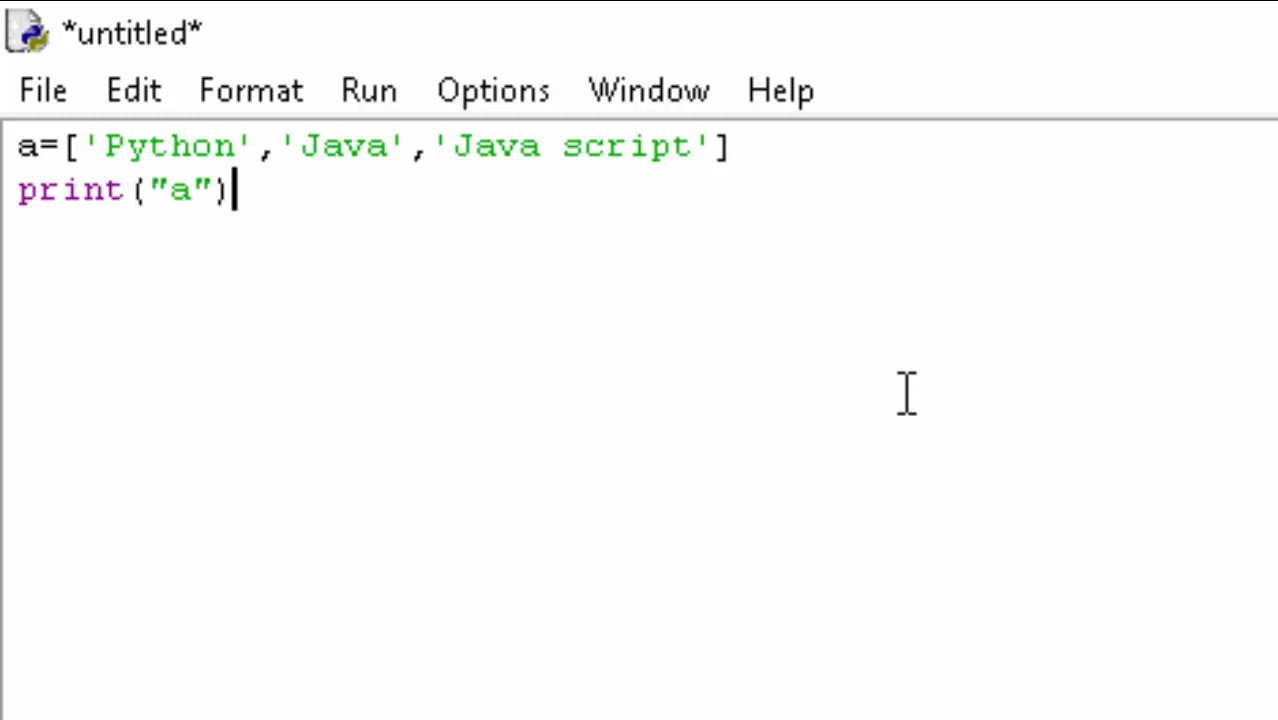 *untitled*
File Edit Format Run Options Window Help
a=['Python','Java','Java script']
print("a")